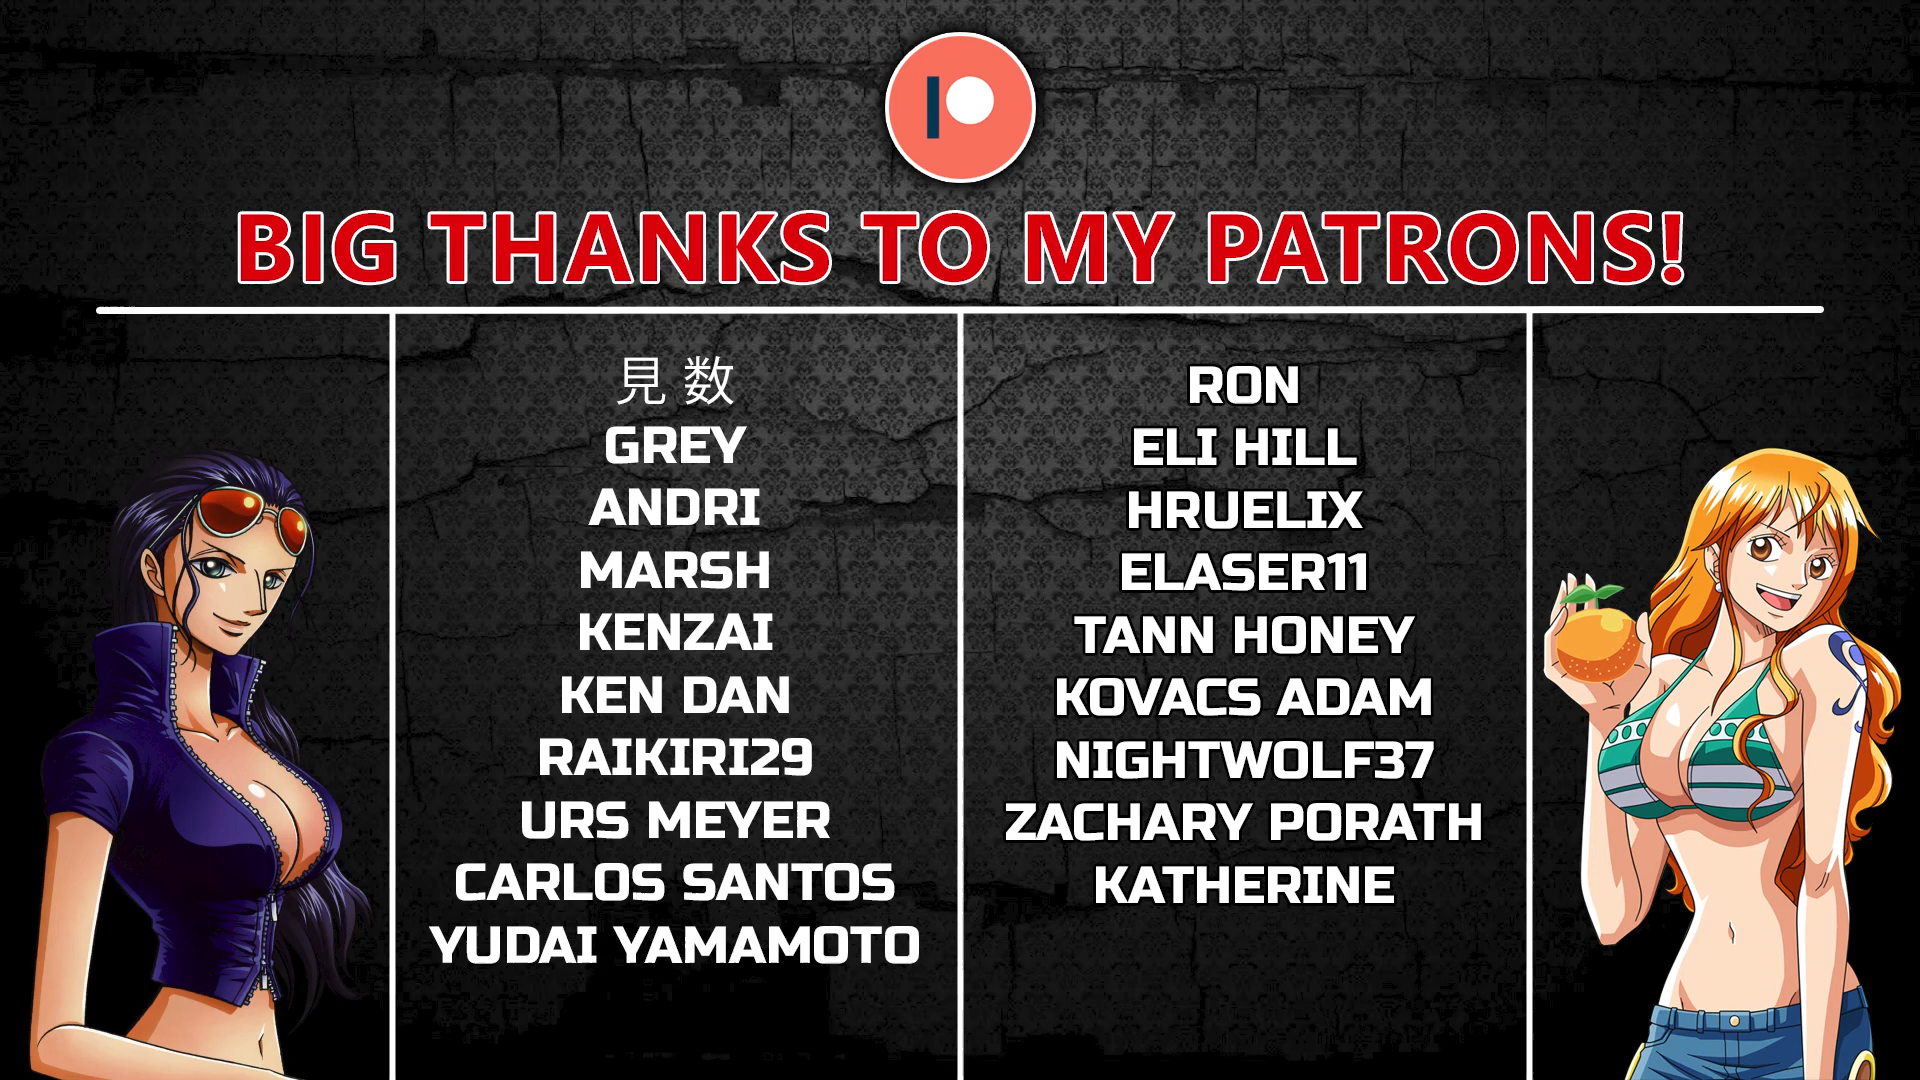 BIG THANKS TO MY PATRONS!
見 数
GREY
ANDRI
MARSH
KENZAI
KEN DAN
RAIKIRI29
URS MEYER
CARLOS SANTOS
YUDAI YAMAMOTO
RON
ELI HILL
HRUELIX
ELASER11
TANN HONEY
KOVACS ADAM
NIGHTWOLF37
ZACHARY PORATH
KATHERINE